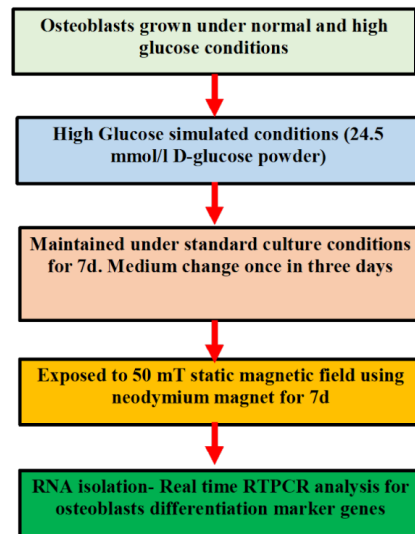 Osteoblasts grown under normal and high
glucose conditions
High Glucose simulated conditions (24.5
mmol/l D-glucose powder)
Maintained under standard culture conditions
for 7d. Medium change once in three days
Exposed to 50 mT static magnetic field using
neodymium magnet for 7d
RNA isolation- Real time RTPCR analysis for
osteoblasts differentiation marker genes